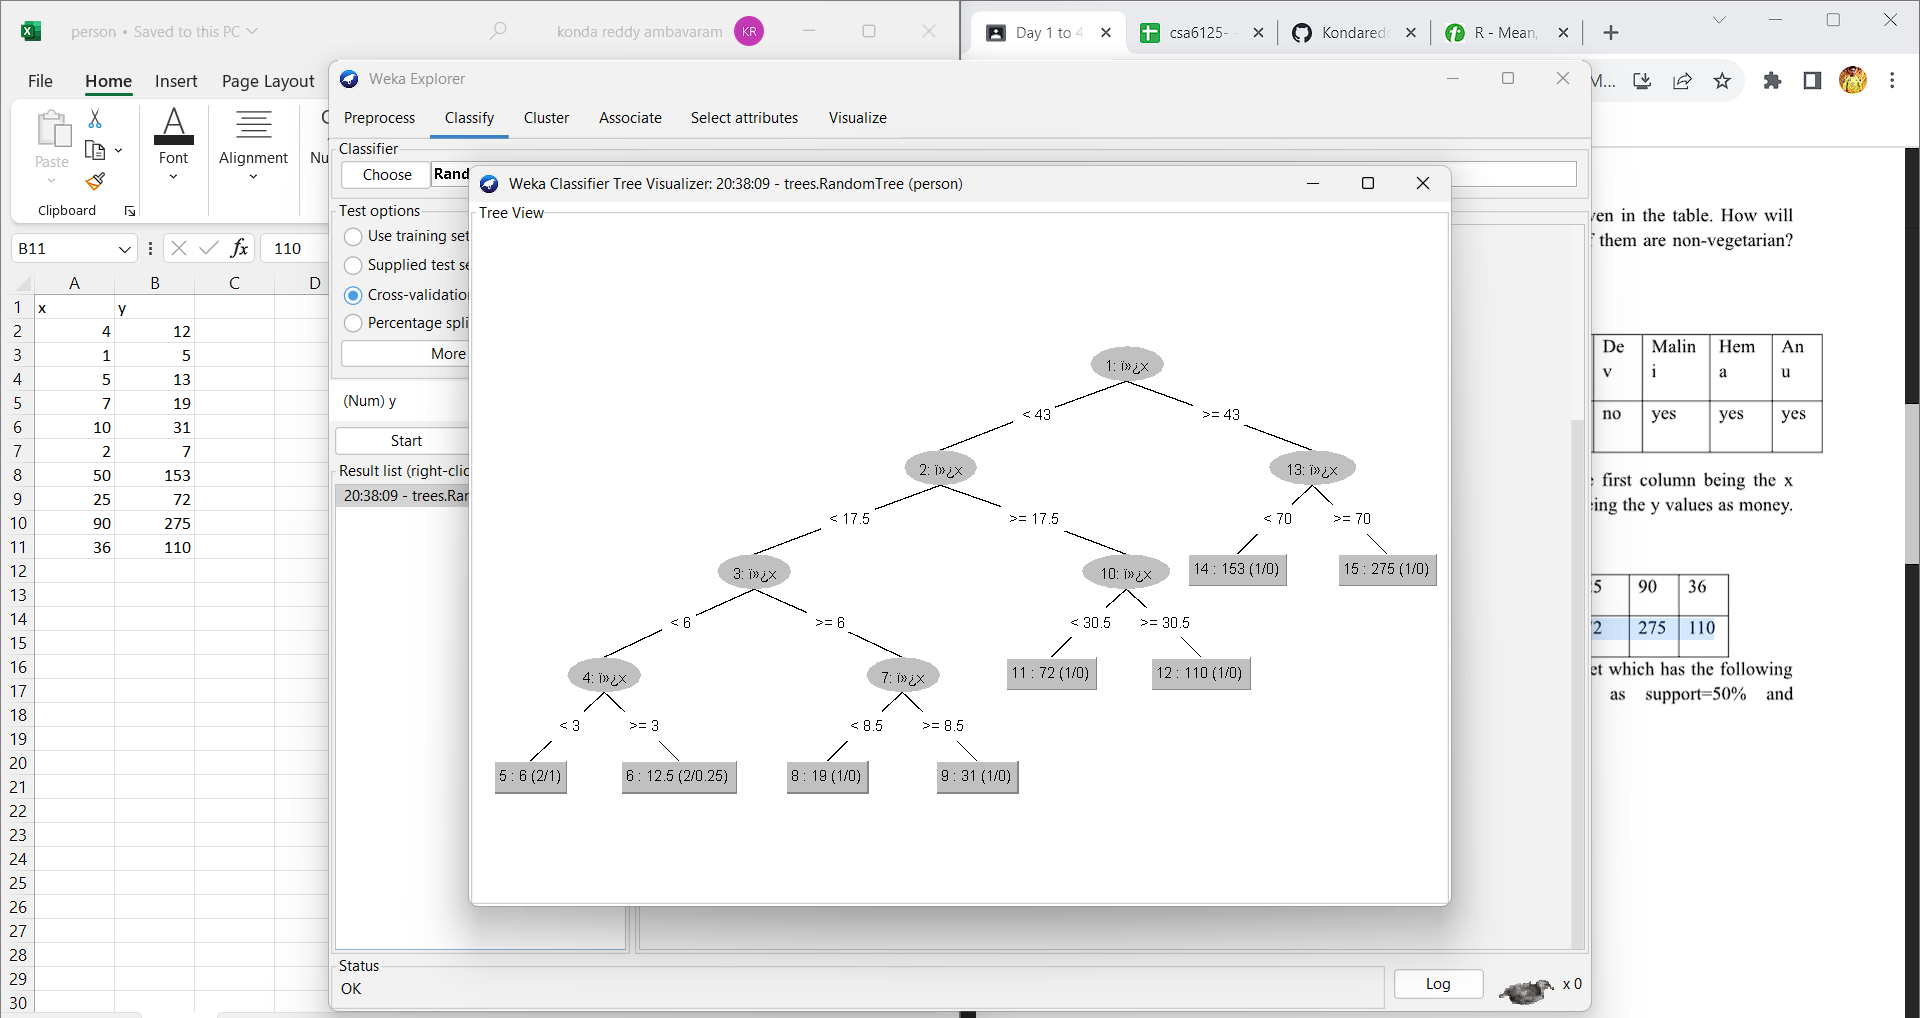 person • Saved to this PC
konda reddy ambavaram
KR
File
Home
Insert
Page Layout
Paste
Clipboard
Font
Alignment
Nu
B11
fx
110
A B C D
1 x y
2 4 12
3 1 5
4 5 13
5 7 19
6 10 31
7 2 7
8 50 153
9 25 72
10 90 275
11 36 110
12
13
14
15
16
17
18
19
20
21
22
23
24
25
26
27
28
29
30
Weka Explorer
Preprocess
Classify
Cluster
Associate
Select attributes
Visualize
Classifier
Choose
Rand
Test options
Use training set
Supplied test se
Cross-validation
Percentage spli
More
(Num) y
Start
Result list (right-clic
20:38:09 - trees.Rar
Status
OK
Log
x 0
Weka Classifier Tree Visualizer: 20:38:09 - trees.RandomTree (person)
Tree View
1: ï»¿x
< 43
>= 43
2: ï»¿x
13: ï»¿x
< 17.5
>= 17.5
< 70
>= 70
3: ï»¿x
10: ï»¿x
14 : 153 (1/0)
15 : 275 (1/0)
< 6
>= 6
< 30.5
>= 30.5
4: ï»¿x
7: ï»¿x
11 : 72 (1/0)
12 : 110 (1/0)
< 3
>= 3
< 8.5
>= 8.5
5 : 6 (2/1)
6 : 12.5 (2/0.25)
8 : 19 (1/0)
9 : 31 (1/0)
Day 1 to 4
csa6125-
Kondared
R - Mean,
M...
ven in the table. How will
f them are non-vegetarian?
De
v
Malin
i
Hem
a
An
u
no
yes
yes
yes
first column being the x
ing the y values as money.
5 90 36
2 275 110
et which has the following
as support=50% and